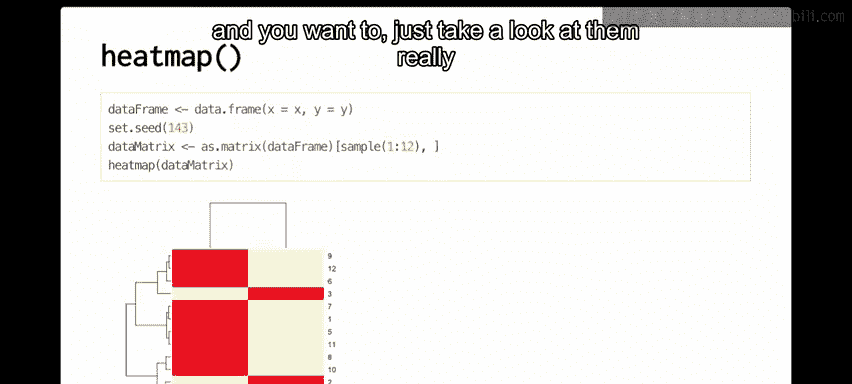 and you want to, just take a look at them
really
heatmap()
dataFrame <- data.frame(x = x, y = y)
set.seed(143)
dataMatrix <- as.matrix(dataFrame)[sample(1:12), ]
heatmap(dataMatrix)
9
12
6
3
7
1
5
11
8
10
2